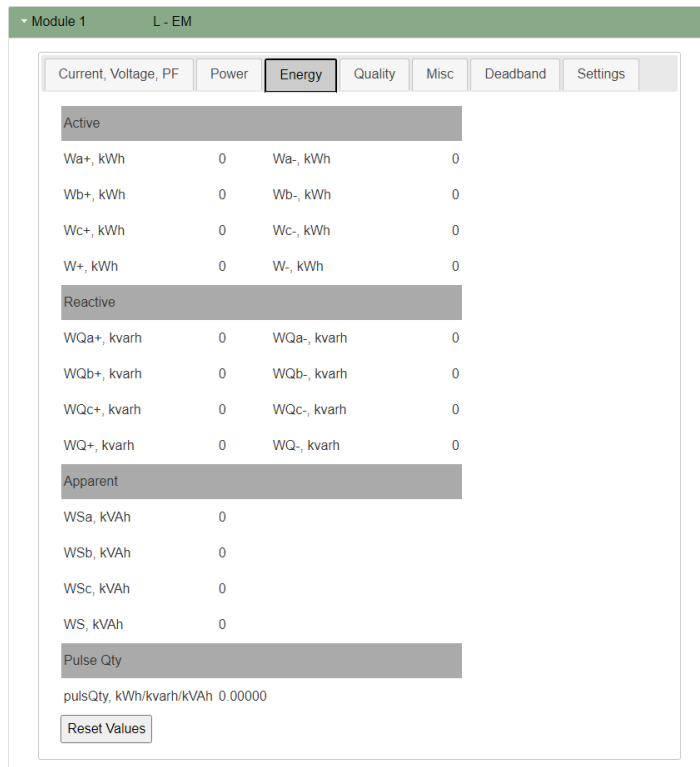 Module 1 L - EM
Current, Voltage, PF Power Energy Quality Misc Deadband Settings
Active
Wa+, kWh 0 Wa-, kWh 0
Wb+, kWh 0 Wb-, kWh 0
Wc+, kWh 0 Wc-, kWh 0
W+, kWh 0 W-, kWh 0
Reactive
WQa+, kvarh 0 WQa-, kvarh 0
WQb+, kvarh 0 WQb-, kvarh 0
WQc+, kvarh 0 WQc-, kvarh 0
WQ+, kvarh 0 WQ-, kvarh 0
Apparent
WSa, kVAh 0
WSb, kVAh 0
WSc, kVAh 0
WS, kVAh 0
Pulse Qty
pulsQty, kWh/kvarh/kVAh 0.00000
Reset Values